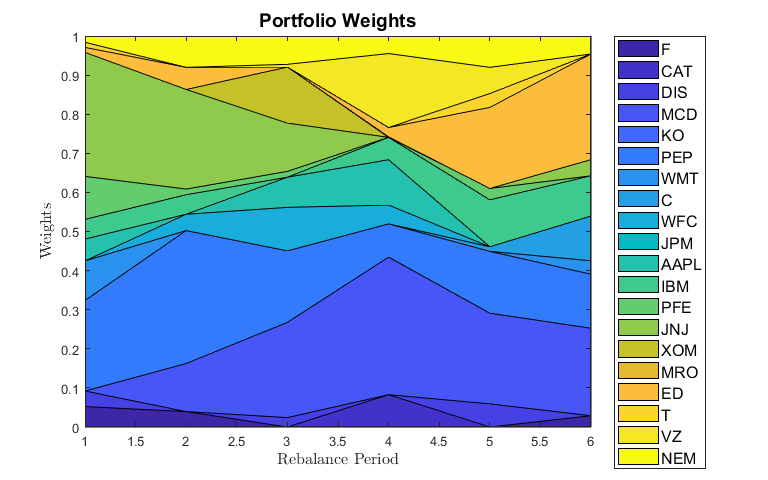 Portfolio Weights
1
0.9
0.8
0.7
0.6
0.5
0.4
0.3
0.2
0.1
0
Weights
1 1.5 2 2.5 3 3.5 4 4.5 5 5.5 6
Rebalance Period
F
CAT
DIS
MCD
KO
PEP
WMT
C
WFC
JPM
AAPL
IBM
PFE
JNJ
XOM
MRO
ED
T
VZ
NEM